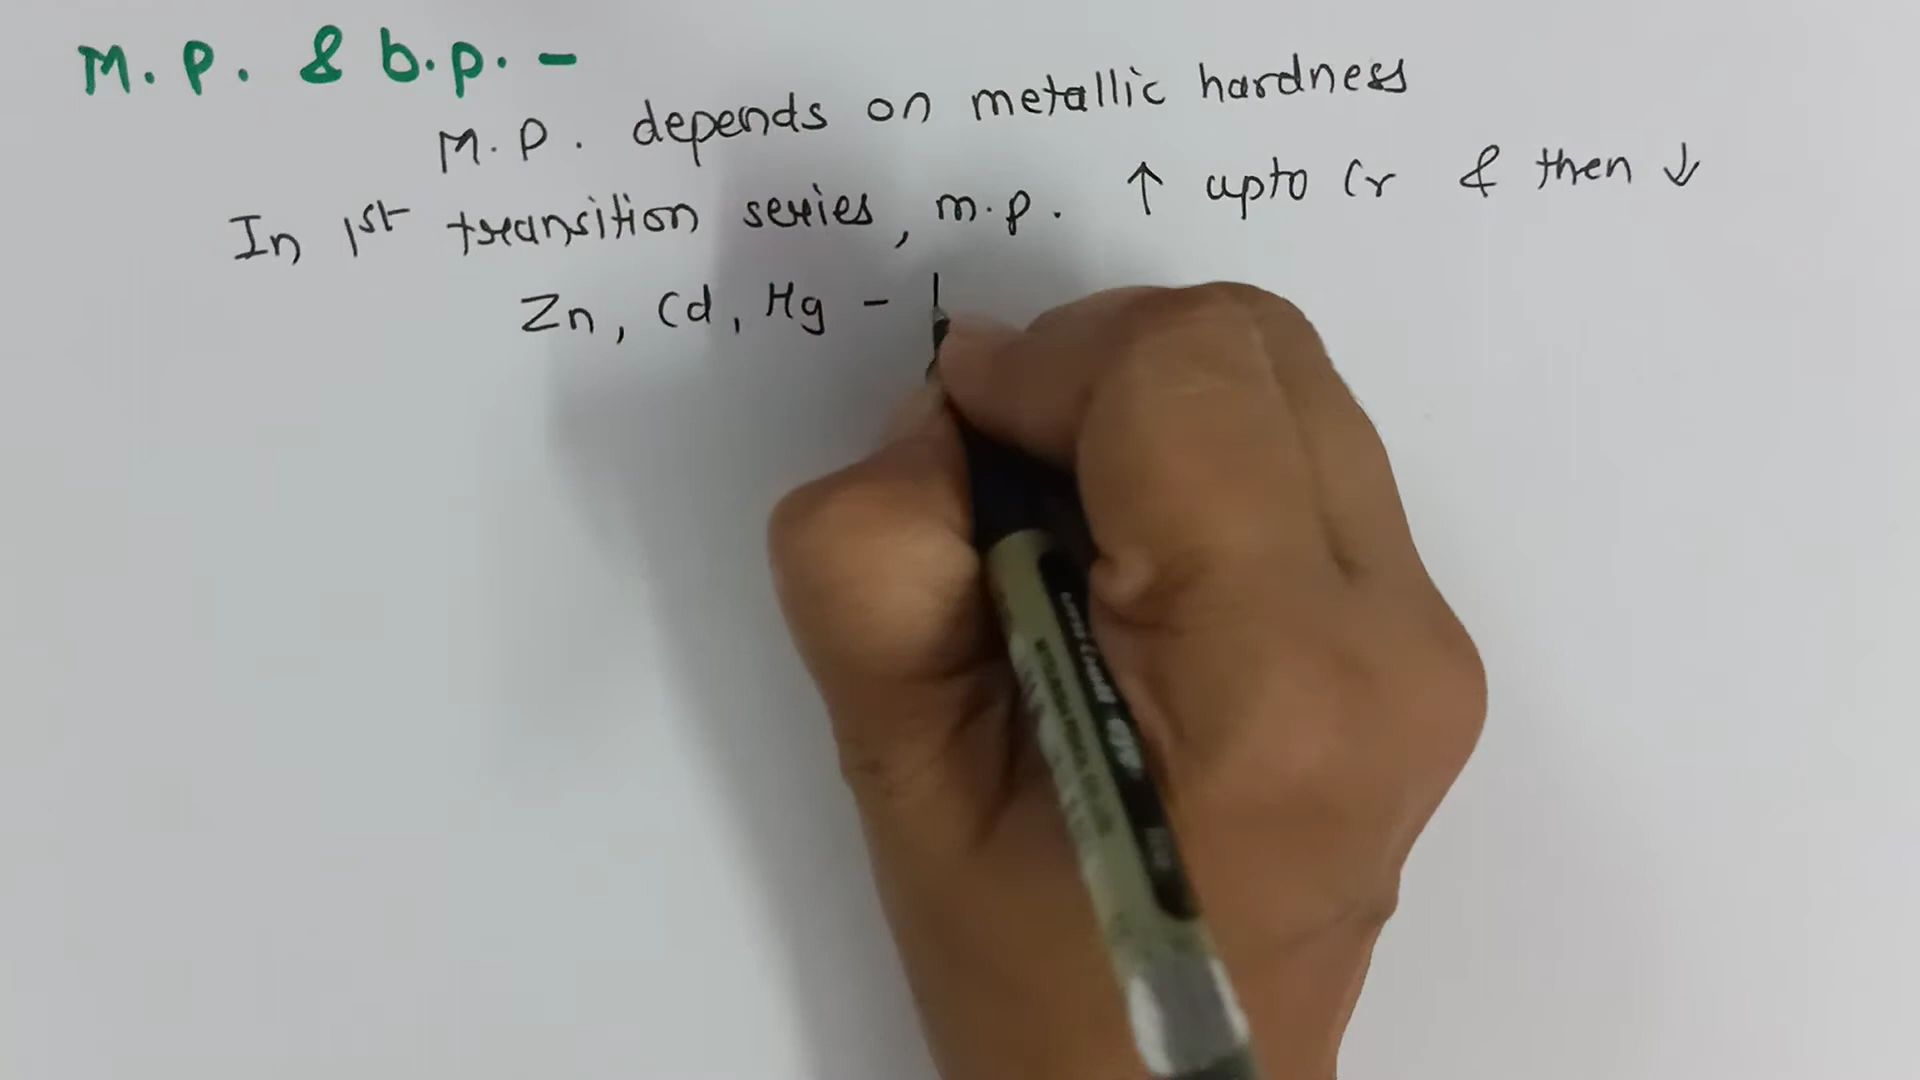 M.P. & b.p. -
M.P. depends on metallic hardness
In 1st transition series, m.p. ↑ upto Cr & then ↓
Zn, Cd, Hg -